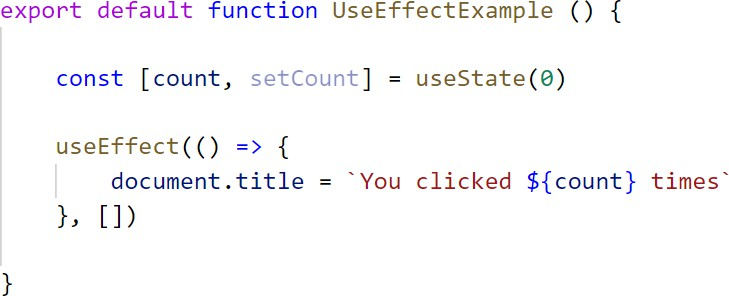 export default function UseEffectExample () {
const [count, setCount] = useState(0)
useEffect(() => {
document.title = `You clicked ${count} times`
}, [])
}